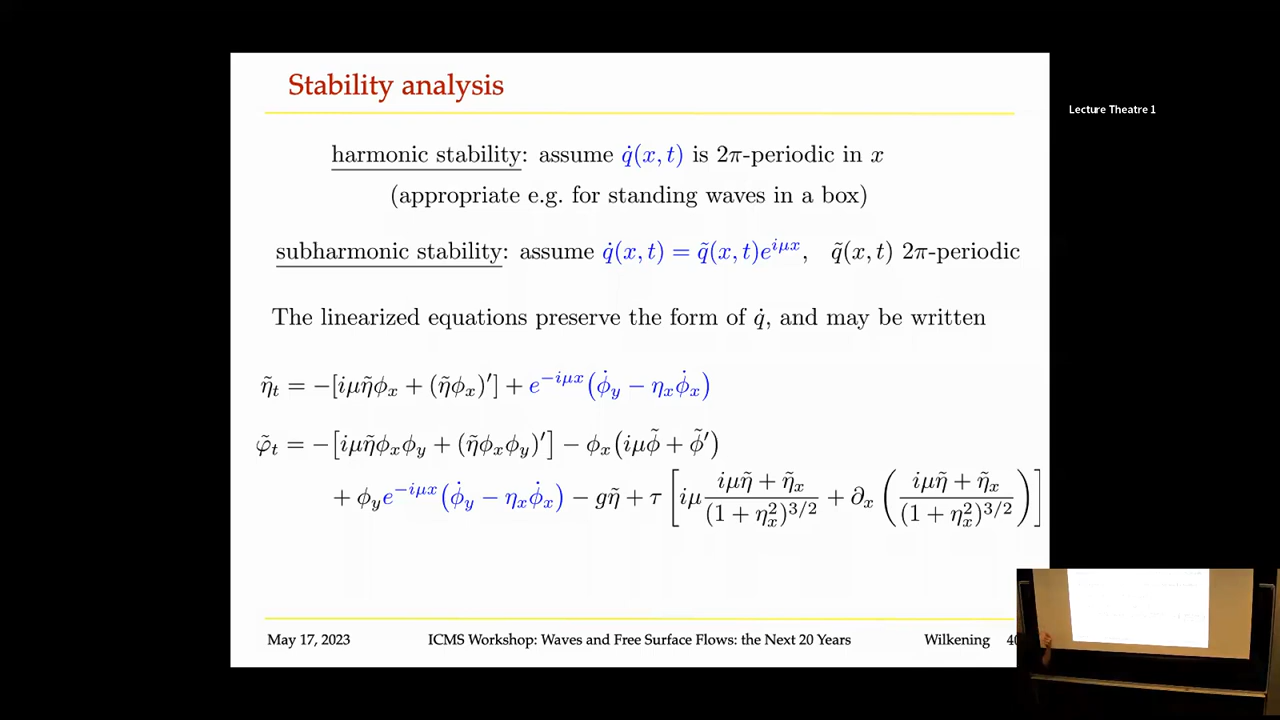 Stability analysis
Lecture Theatre 1
harmonic stability: assume q̇(x, t) is 2π-periodic in x
(appropriate e.g. for standing waves in a box)
subharmonic stability: assume q̇(x, t) = q̃(x, t)e^{iμx}, q̃(x, t) 2π-periodic
The linearized equations preserve the form of q̇, and may be written
η̃_t = −[iμη̃ϕ_x + (η̃ϕ_x)′] + e^{−iμx}(ϕ̇_y − η_xϕ̇_x)
φ̃_t = −[iμη̃ϕ_xϕ_y + (η̃ϕ_xϕ_y)′] − ϕ_x(iμϕ̃ + ϕ̃′)
+ ϕ_ye^{−iμx}(ϕ̇_y − η_xϕ̇_x) − gη̃ + τ[iμ (iμη̃ + η̃_x)/(1 + η_x^2)^{3/2} + ∂_x((iμη̃ + η̃_x)/(1 + η_x^2)^{3/2})]
May 17, 2023 ICMS Workshop: Waves and Free Surface Flows: the Next 20 Years Wilkening